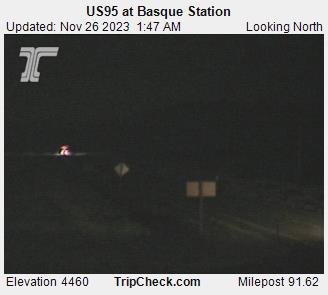 US95 at Basque Station
Updated: Nov 26 2023 1:47 AM Looking North
Elevation 4460 TripCheck.com Milepost 91.62